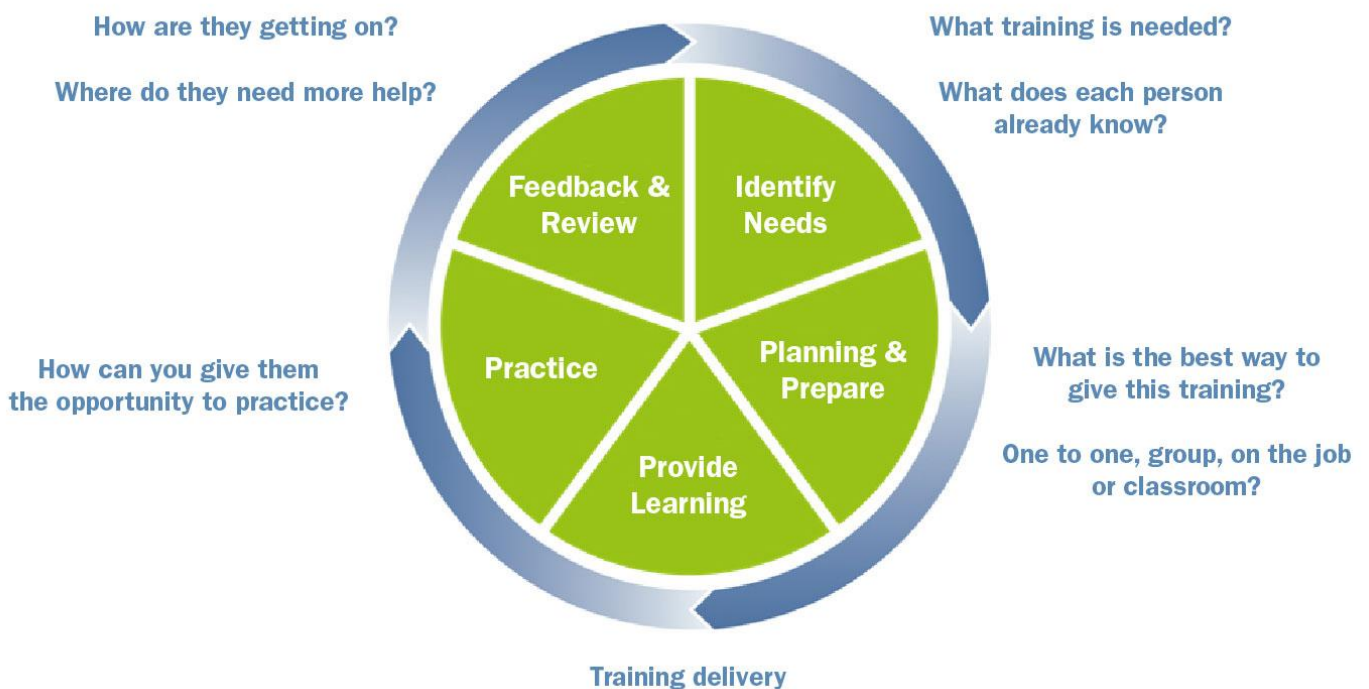 How are they getting on?
Where do they need more help?
What training is needed?
What does each person
already know?
Feedback &
Review
Identify
Needs
Planning &
Prepare
Provide
Learning
Practice
What is the best way to
give this training?
One to one, group, on the job
or classroom?
How can you give them
the opportunity to practice?
Training delivery